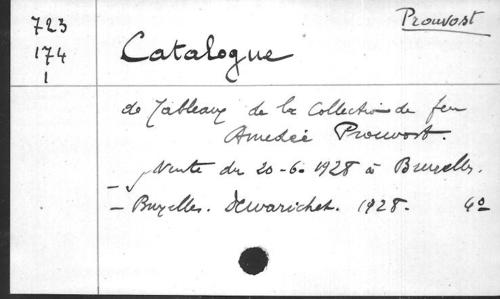 723
174
1
Prouvost
Catalogue
de Tableaux de la Collection de feu
Amedée Prouvost.
Vente du 20-6-1928 à Bruxelles.
- Bruxelles. Dewarichet. 1928. 4º